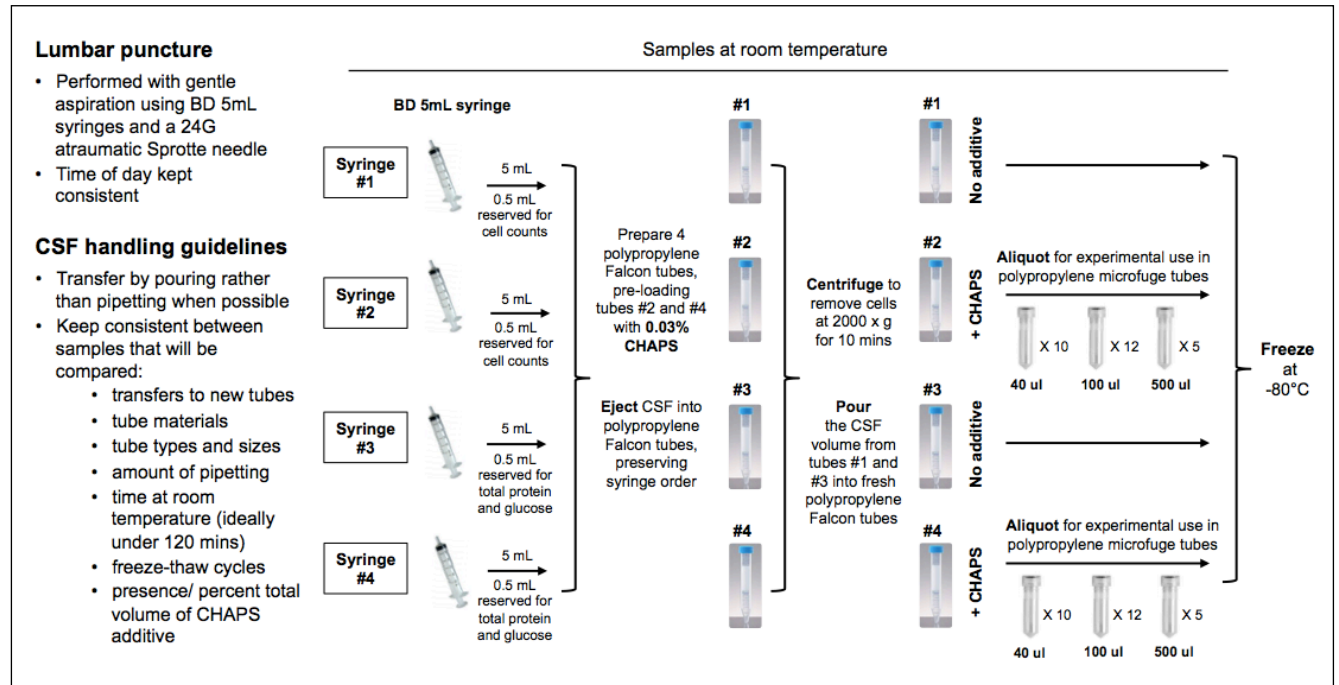 Lumbar puncture
• Performed with gentle
aspiration using BD 5mL
syringes and a 24G
atraumatic Sprotte needle
• Time of day kept
consistent
CSF handling guidelines
• Transfer by pouring rather
than pipetting when possible
• Keep consistent between
samples that will be
compared:
• transfers to new tubes
• tube materials
• tube types and sizes
• amount of pipetting
• time at room
temperature (ideally
under 120 mins)
• freeze-thaw cycles
• presence/ percent total
volume of CHAPS
additive
Samples at room temperature
BD 5mL syringe
Syringe
#1
5 mL
0.5 mL
reserved for
cell counts
Syringe
#2
5 mL
0.5 mL
reserved for
cell counts
Syringe
#3
5 mL
0.5 mL
reserved for
total protein
and glucose
Syringe
#4
5 mL
0.5 mL
reserved for
total protein
and glucose
Prepare 4
polypropylene
Falcon tubes,
pre-loading
tubes #2 and #4
with 0.03%
CHAPS
Eject CSF into
polypropylene
Falcon tubes,
preserving
syringe order
#1
#2
#3
#4
Centrifuge to
remove cells
at 2000 x g
for 10 mins
Pour
the CSF
volume from
tubes #1 and
#3 into fresh
polypropylene
Falcon tubes
#1
No additive
#2
+ CHAPS
#3
No additive
#4
+ CHAPS
Aliquot for experimental use in
polypropylene microfuge tubes
X 10
X 12
X 5
40 ul
100 ul
500 ul
Aliquot for experimental use in
polypropylene microfuge tubes
X 10
X 12
X 5
40 ul
100 ul
500 ul
Freeze
at
-80°C